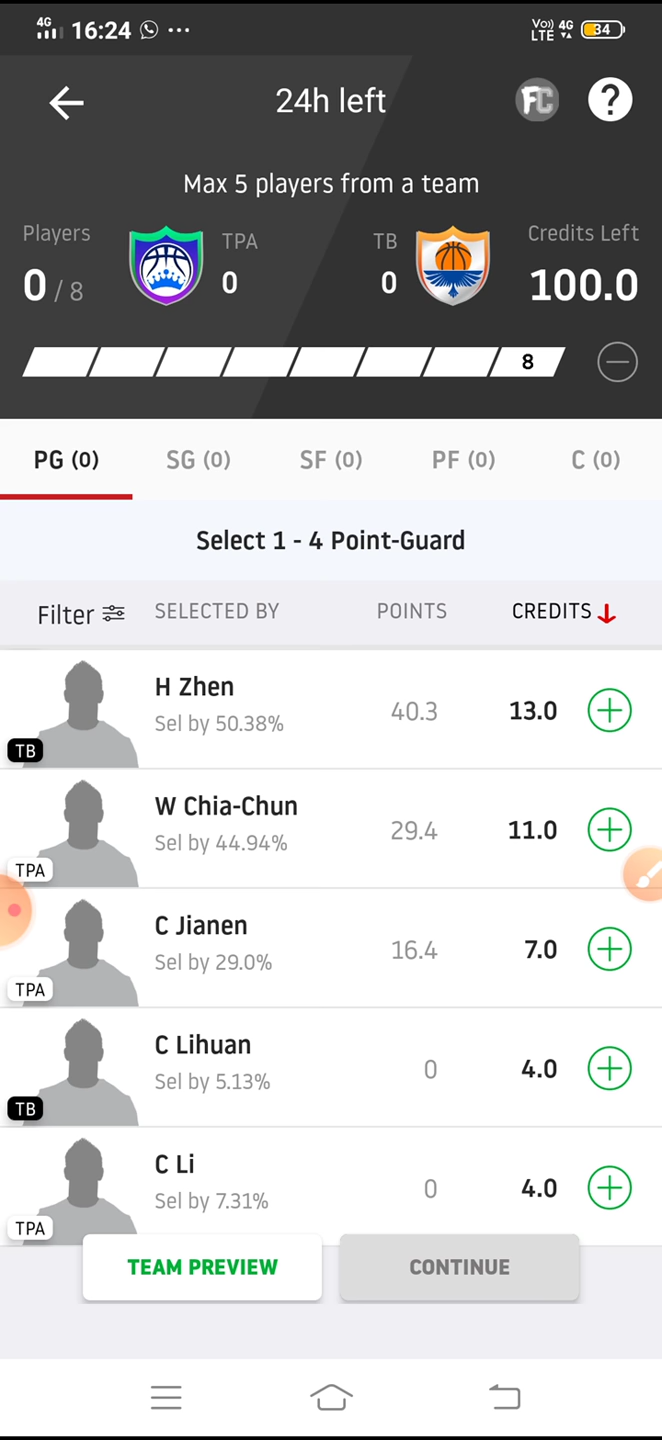 4G 16:24 ... Vo)) LTE 4G 34
24h left FC ?
Max 5 players from a team
Players TPA TB Credits Left
0 / 8 0 0 100.0
8
PG (0) SG (0) SF (0) PF (0) C (0)
Select 1 - 4 Point-Guard
Filter SELECTED BY POINTS CREDITS
H Zhen
Sel by 50.38% 40.3 13.0
TB
W Chia-Chun
Sel by 44.94% 29.4 11.0
TPA
C Jianen
Sel by 29.0% 16.4 7.0
TPA
C Lihuan
Sel by 5.13% 0 4.0
TB
C Li
Sel by 7.31% 0 4.0
TPA
TEAM PREVIEW CONTINUE